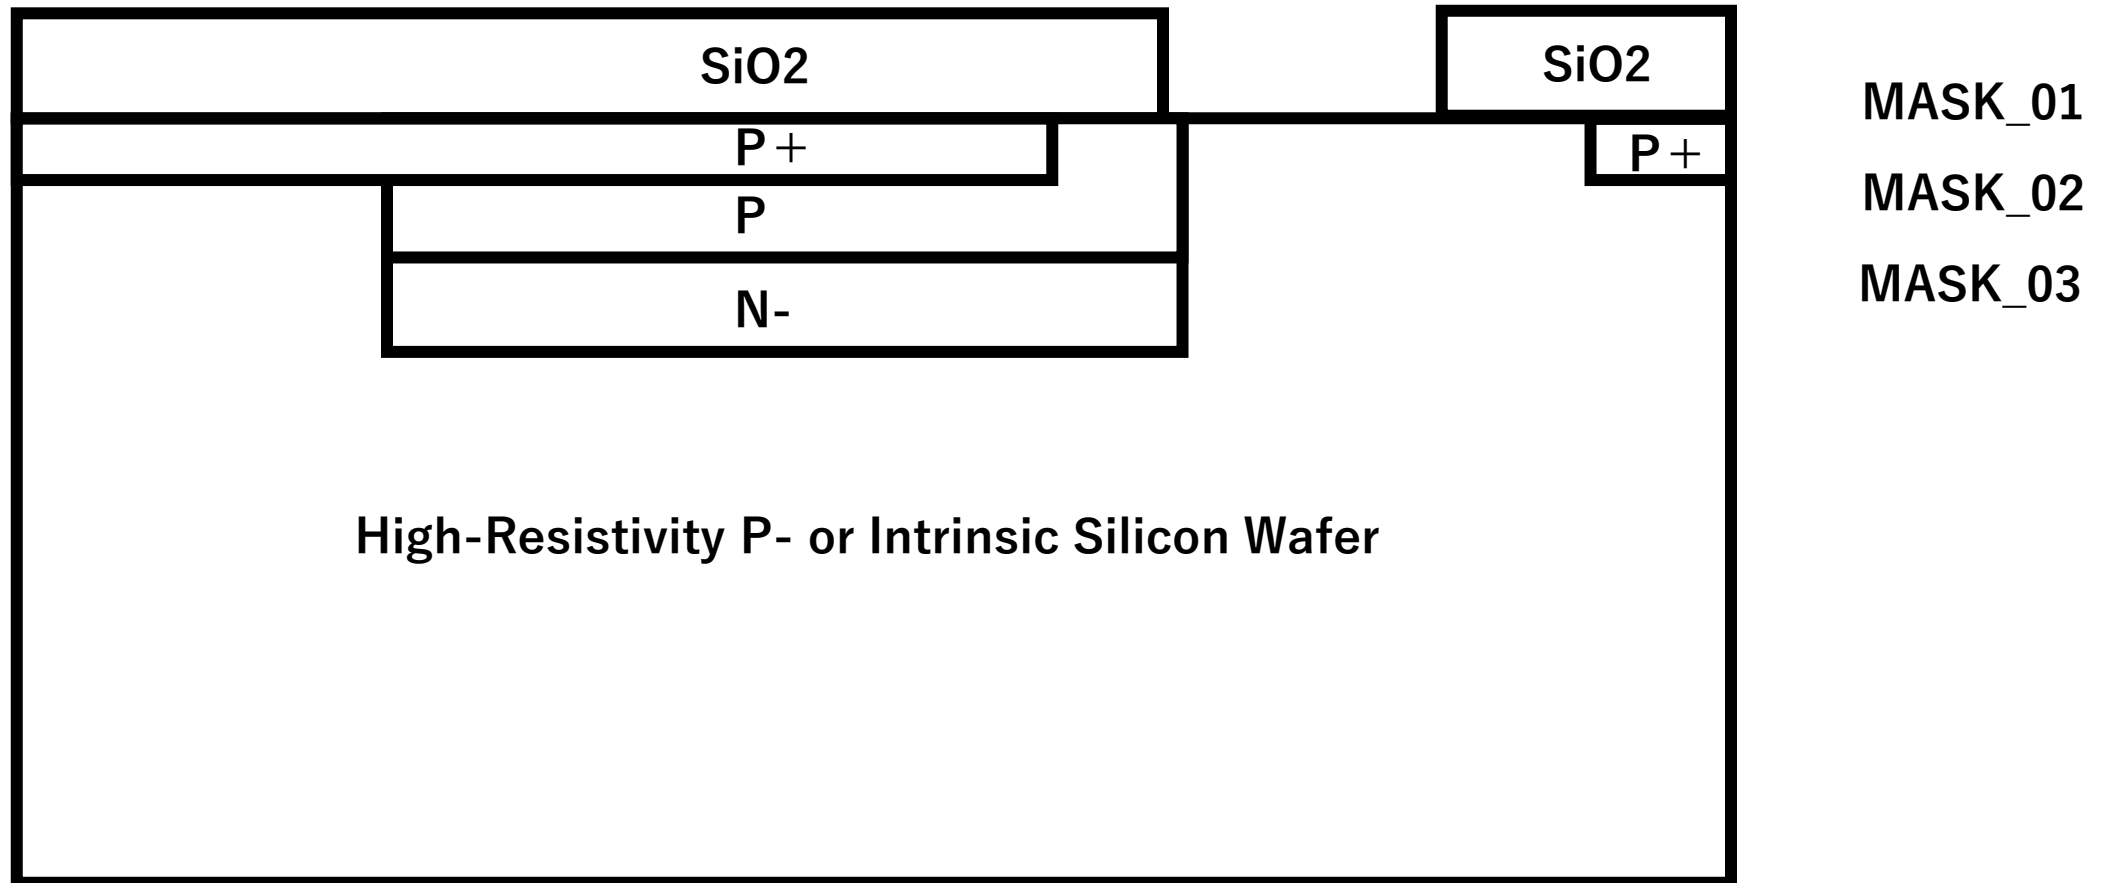 SiO2
SiO2
MASK_01
P+
P+
MASK_02
P
MASK_03
N-
High-Resistivity P- or Intrinsic Silicon Wafer